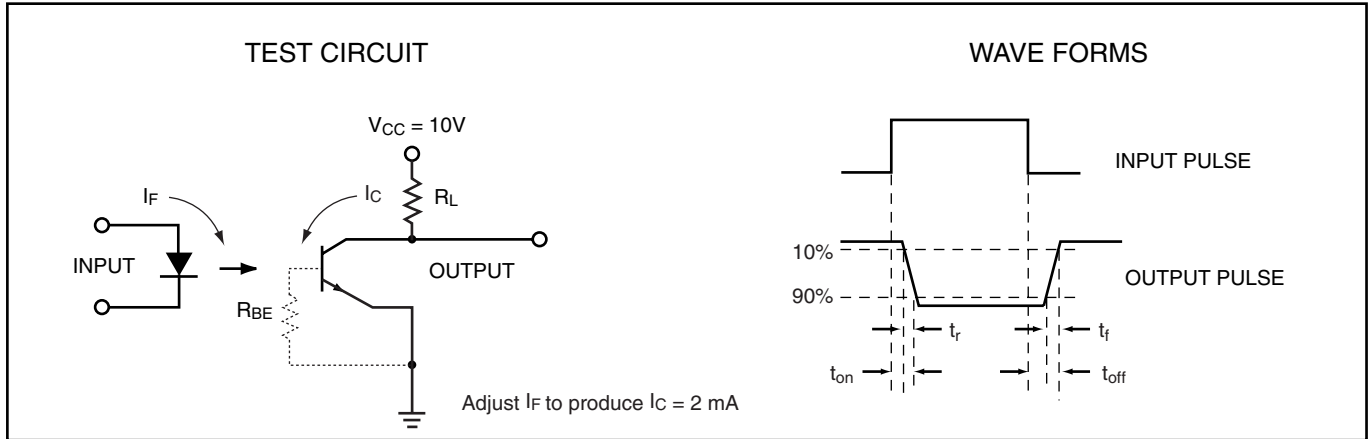 TEST CIRCUIT
WAVE FORMS
VCC = 10V
IF
IC
RL
INPUT
OUTPUT
RBE
Adjust IF to produce IC = 2 mA
INPUT PULSE
10%
OUTPUT PULSE
90%
tr
tf
ton
toff